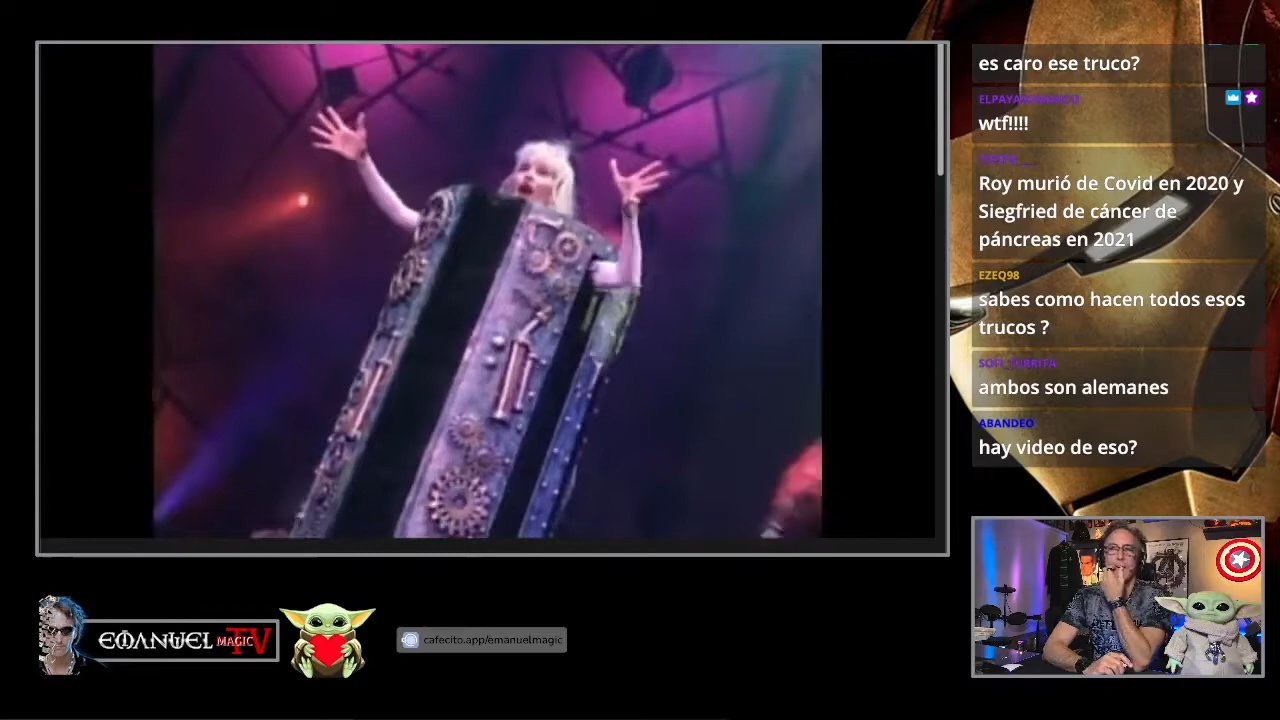 es caro ese truco?
wtf!!!!
Roy murió de Covid en 2020 y
Siegfried de cáncer de
páncreas en 2021
EZEQ98
sabes como hacen todos esos
trucos ?
ambos son alemanes
ABANDEO
hay video de eso?
EMANUEL MAGIC TV
cafecito.app/emanuelmagic